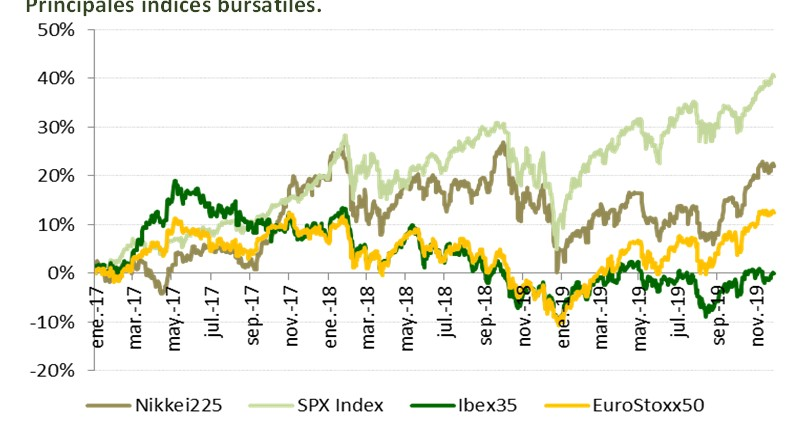 Principales índices bursátiles.
50%
40%
30%
20%
10%
0%
-10%
-20%
ene.-17
mar.-17
may.-17
jul.-17
sep.-17
nov.-17
ene.-18
mar.-18
may.-18
jul.-18
sep.-18
nov.-18
ene.-19
mar.-19
may.-19
jul.-19
sep.-19
nov.-19
Nikkei225 SPX Index Ibex35 EuroStoxx50